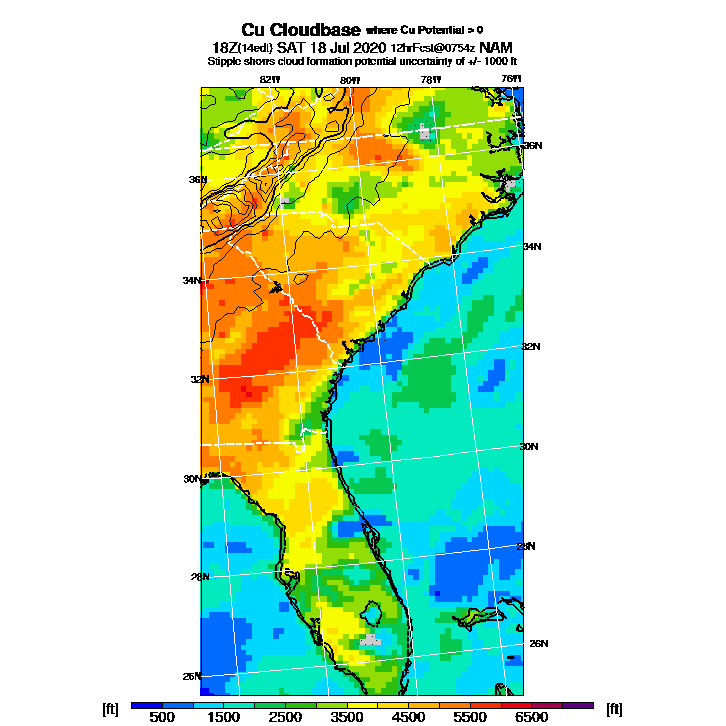 Cu Cloudbase where Cu Potential > 0
18Z(14edt) SAT 18 Jul 2020 12hrFcst@0754z NAM
Stipple shows cloud formation potential uncertainty of +/- 1000 ft
82W 80W 78W 76W
36N
36N
34N
34N
32N
32N
30N
30N
28N
28N
26N
26N
[ft] 500 1500 2500 3500 4500 5500 6500 [ft]